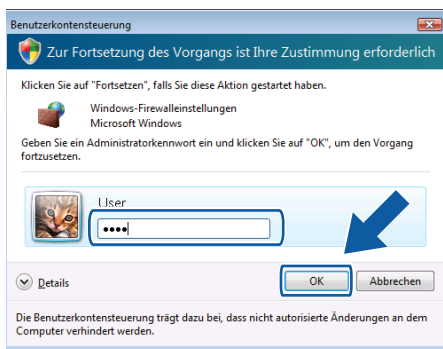 Benutzerkontensteuerung
Zur Fortsetzung des Vorgangs ist Ihre Zustimmung erforderlich
Klicken Sie auf "Fortsetzen", falls Sie diese Aktion gestartet haben.
Windows-Firewalleinstellungen
Microsoft Windows
Geben Sie ein Administratorkennwort ein und klicken Sie auf "OK", um den Vorgang
fortzusetzen.
User
••••
Details
OK Abbrechen
Die Benutzerkontensteuerung trägt dazu bei, dass nicht autorisierte Änderungen an dem
Computer verhindert werden.